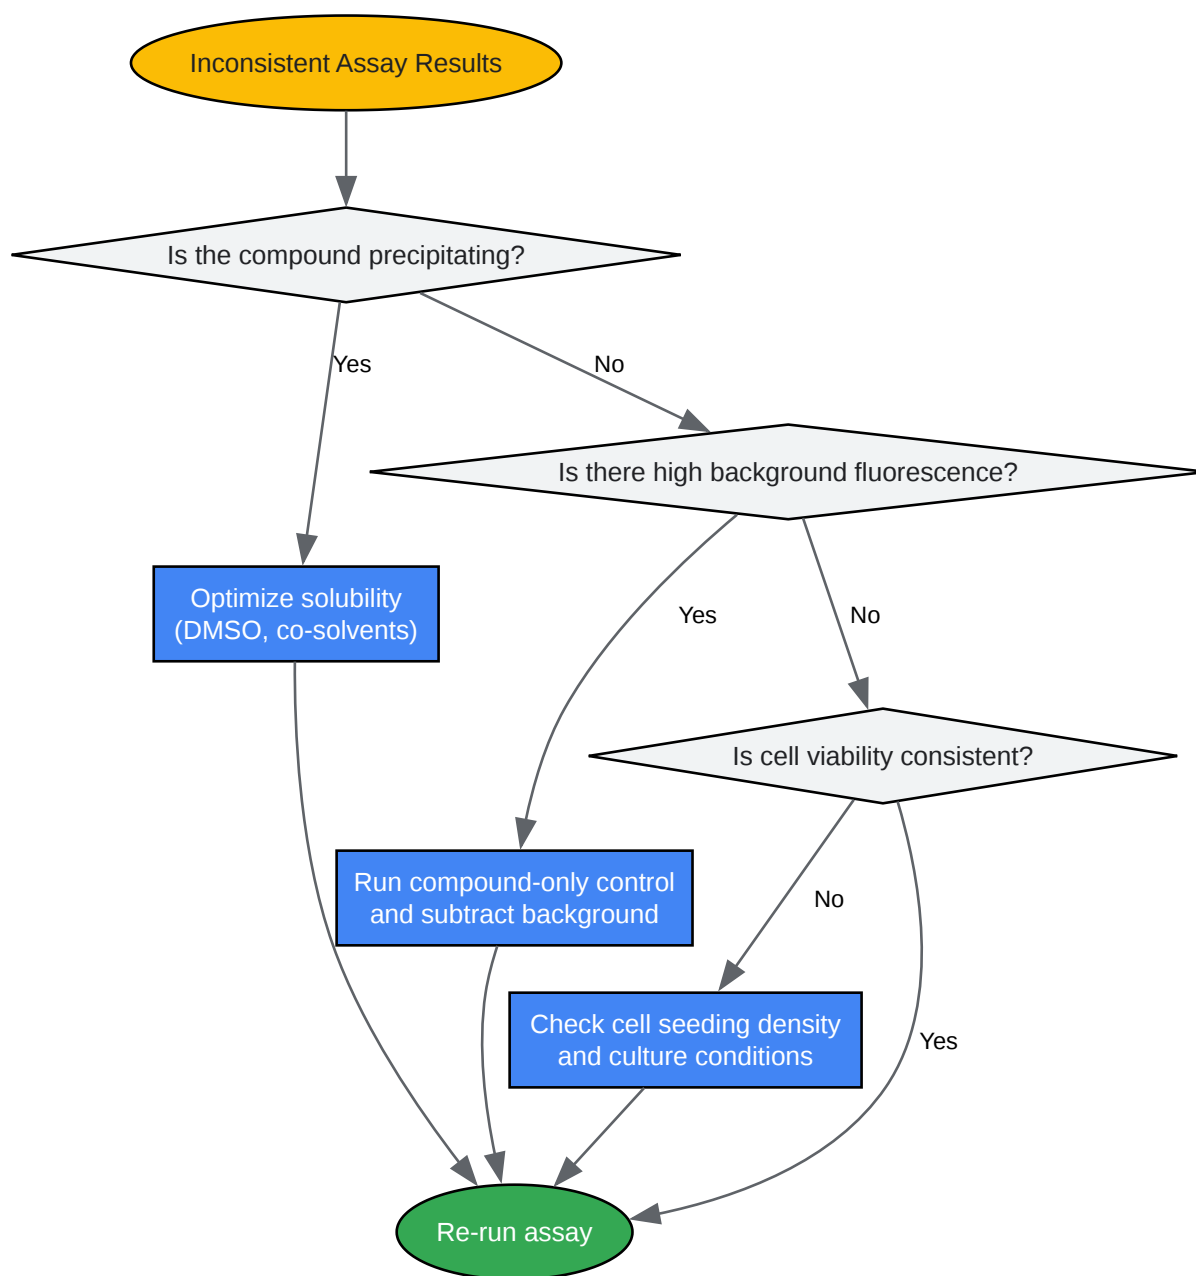 Inconsistent Assay Results
Is the compound precipitating?
Yes
No
Is there high background fluorescence?
Optimize solubility
(DMSO, co-solvents)
Yes
No
Is cell viability consistent?
Run compound-only control
and subtract background
No
Check cell seeding density
and culture conditions
Yes
Re-run assay